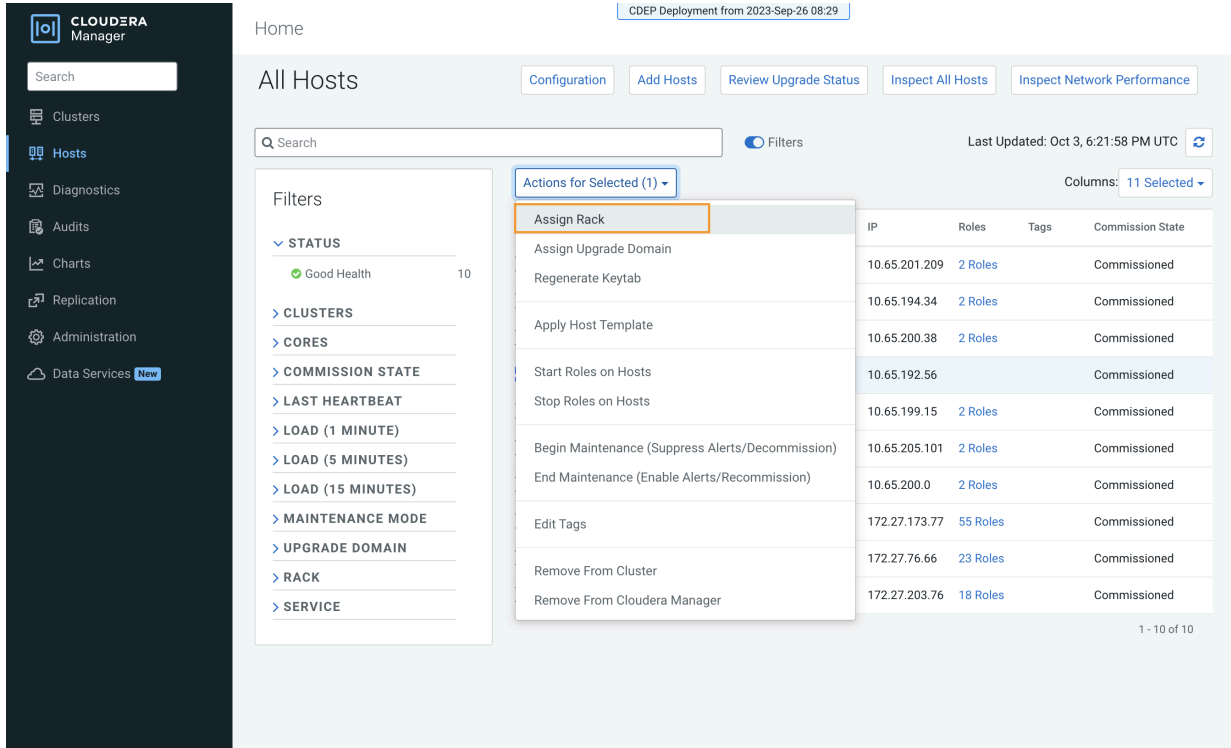 CLOUDERA
Manager
Search
Clusters
Hosts
Diagnostics
Audits
Charts
Replication
Administration
Data Services New
CDEP Deployment from 2023-Sep-26 08:29
Home
All Hosts
Configuration
Add Hosts
Review Upgrade Status
Inspect All Hosts
Inspect Network Performance
Search
Filters
Last Updated: Oct 3, 6:21:58 PM UTC
Filters
STATUS
Good Health 10
CLUSTERS
CORES
COMMISSION STATE
LAST HEARTBEAT
LOAD (1 MINUTE)
LOAD (5 MINUTES)
LOAD (15 MINUTES)
MAINTENANCE MODE
UPGRADE DOMAIN
RACK
SERVICE
Actions for Selected (1)
Columns: 11 Selected
Assign Rack
Assign Upgrade Domain
Regenerate Keytab
Apply Host Template
Start Roles on Hosts
Stop Roles on Hosts
Begin Maintenance (Suppress Alerts/Decommission)
End Maintenance (Enable Alerts/Recommission)
Edit Tags
Remove From Cluster
Remove From Cloudera Manager
IP Roles Tags Commission State
10.65.201.209 2 Roles Commissioned
10.65.194.34 2 Roles Commissioned
10.65.200.38 2 Roles Commissioned
10.65.192.56 Commissioned
10.65.199.15 2 Roles Commissioned
10.65.205.101 2 Roles Commissioned
10.65.200.0 2 Roles Commissioned
172.27.173.77 55 Roles Commissioned
172.27.76.66 23 Roles Commissioned
172.27.203.76 18 Roles Commissioned
1 - 10 of 10